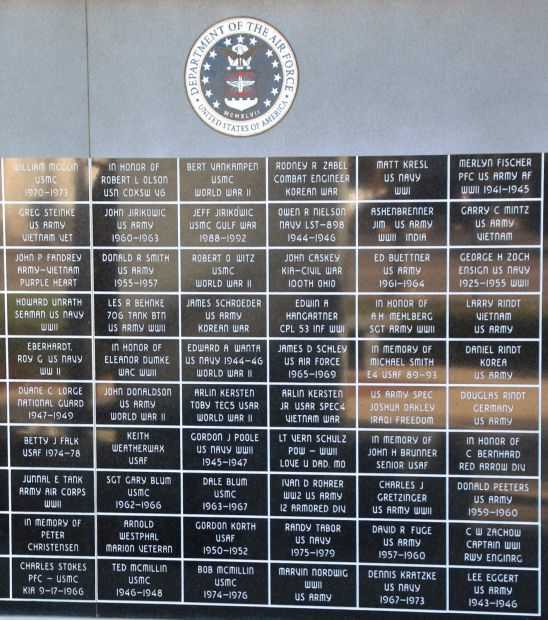 DEPARTMENT OF THE AIR FORCE
MCMXLVII
UNITED STATES OF AMERICA
WILLIAM
USMC
1970-1973
IN HONOR OF
ROBERT L OLSON
USN COXSW V6
BERT VANKAMPEN
USMC
WORLD WAR II
RODNEY R ZABEL
COMBAT ENGINEER
KOREAN WAR
MATT KRESL
US NAVY
WWI
MERLYN FISCHER
PFC US ARMY AF
WWII 1941-1945
GREG STEINKE
US ARMY
VIETNAM VET
JOHN JIRIKOWIC
US ARMY
1960-1963
JEFF JIRIKOWIC
USMC GULF WAR
1988-1992
OWEN R NIELSON
NAVY LST-898
1944-1946
ASHENBRENNER
JIM US ARMY
WWII INDIA
GARRY C MINTZ
US ARMY
VIETNAM
JOHN P FANDREY
ARMY-VIETNAM
PURPLE HEART
DONALD R SMITH
US ARMY
1955-1957
ROBERT O WITZ
USMC
WORLD WAR II
JOHN CASKEY
KIA-CIVIL WAR
100TH OHIO
ED BUETTNER
US ARMY
1961-1964
GEORGE H ZOCH
ENSIGN US NAVY
1925-1955 WWII
HOWARD UNRATH
SEAMAN US NAVY
WWII
LES R BEHNKE
706 TANK BTN
US ARMY WWII
JAMES SCHROEDER
US ARMY
KOREAN WAR
EDWIN A
HANGARTNER
CPL 53 INF WWI
IN HONOR OF
A.H. MEHLBERG
SGT ARMY WWII
LARRY RINDT
VIETNAM
US ARMY
EBERHARDT,
ROY G US NAVY
WW II
IN HONOR OF
ELEANOR DUMKE
WAC WWII
EDWARD A WANTA
US NAVY 1944-46
WORLD WAR II
JAMES D SCHLEY
US AIR FORCE
1965-1969
IN MEMORY OF
MICHAEL SMITH
E4 USAF 89-93
DANIEL RINDT
KOREA
US ARMY
DUANE C LORGE
NATIONAL GUARD
1947-1949
JOHN DONALDSON
US ARMY
WORLD WAR II
ARLIN KERSTEN
TOBY TEC5 USAR
WORLD WAR II
ARLIN KERSTEN
JR USAR SPEC4
VIETNAM WAR
US ARMY SPEC
JOSHUA OAKLEY
IRAQI FREEDOM
DOUGLAS RINDT
GERMANY
US ARMY
BETTY J FALK
USAF 1974-78
KEITH
WEATHERWAX
USAF
GORDON J POOLE
US NAVY WWII
1945-1947
LT VERN SCHULZ
POW - WWII
LOVE U DAD, MO
IN MEMORY OF
JOHN H BRUNNER
SENIOR USAF
IN HONOR OF
C BERNHARD
RED ARROW DIV
JUNNAL E TANK
ARMY AIR CORPS
WWII
SGT GARY BLUM
USMC
1962-1966
DALE BLUM
USMC
1963-1967
IVAN D ROHRER
WW2 US ARMY
12 ARMORED DIV
CHARLES J
GRETZINGER
US ARMY WWII
DONALD PEETERS
US ARMY
1959-1960
IN MEMORY OF
PETER
CHRISTENSEN
ARNOLD
WESTPHAL
MARION VETERAN
GORDON KORTH
USAF
1950-1952
RANDY TABOR
US NAVY
1975-1979
DAVID R FUGE
US ARMY
1957-1960
C W ZACHOW
CAPTAIN WWI
RWY ENGINRG
CHARLES STOKES
PFC - USMC
KIA 9-17-1966
TED MCMILLIN
USMC
1946-1948
BOB MCMILLIN
USMC
1974-1976
MARVIN NORDWIG
WWII
US ARMY
DENNIS KRATZKE
US NAVY
1967-1973
LEE EGGERT
US ARMY
1943-1946